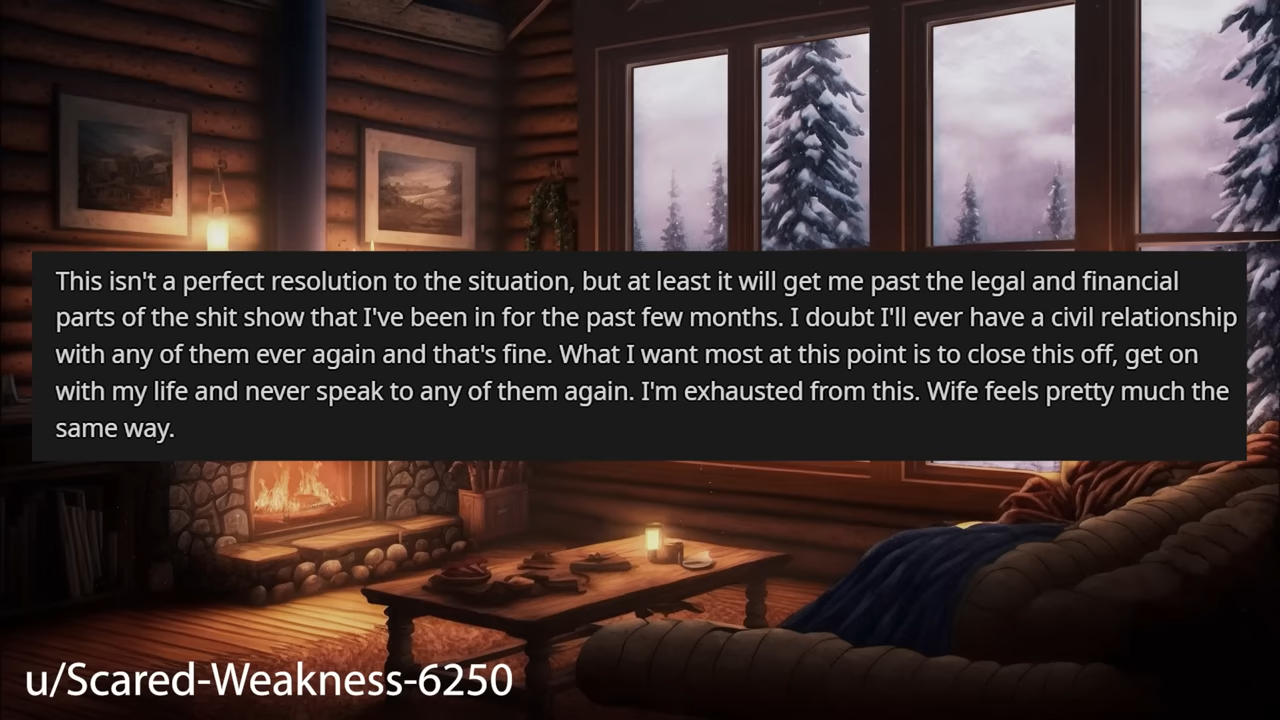 This isn't a perfect resolution to the situation, but at least it will get me past the legal and financial
parts of the shit show that I've been in for the past few months. I doubt I'll ever have a civil relationship
with any of them ever again and that's fine. What I want most at this point is to close this off, get on
with my life and never speak to any of them again. I'm exhausted from this. Wife feels pretty much the
same way.
u/Scared-Weakness-6250